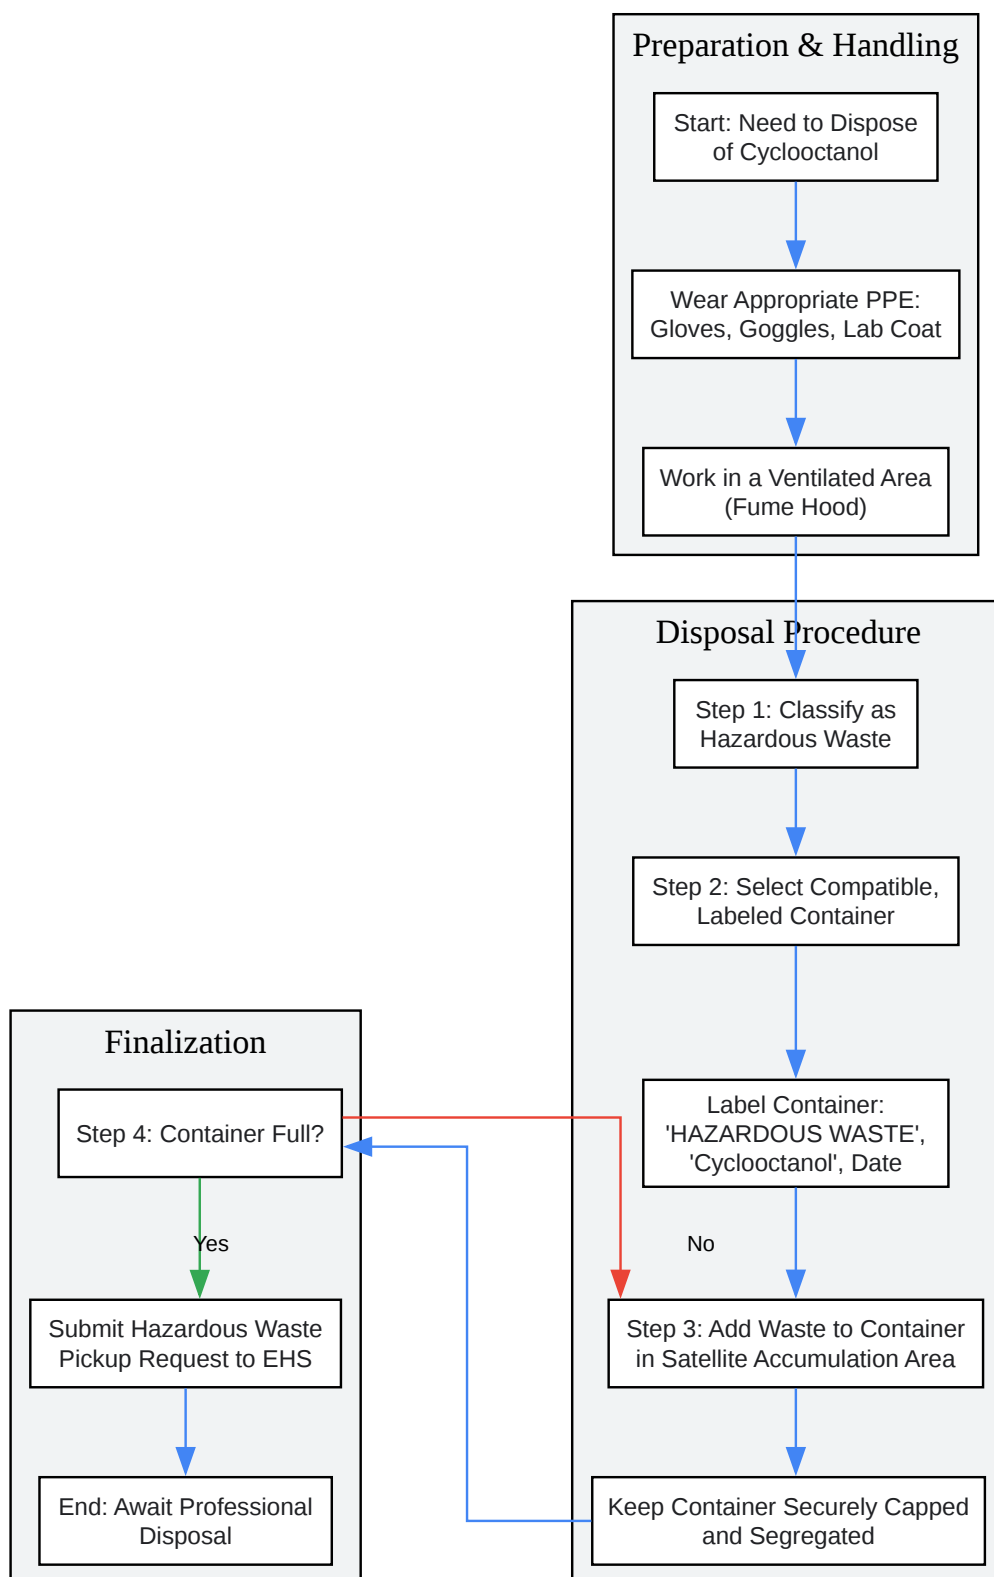 Preparation & Handling
Start: Need to Dispose
of Cyclooctanol
Wear Appropriate PPE:
Gloves, Goggles, Lab Coat
Work in a Ventilated Area
(Fume Hood)
Disposal Procedure
Step 1: Classify as
Hazardous Waste
Step 2: Select Compatible,
Labeled Container
Label Container:
'HAZARDOUS WASTE',
'Cyclooctanol', Date
No
Step 3: Add Waste to Container
in Satellite Accumulation Area
Keep Container Securely Capped
and Segregated
Finalization
Step 4: Container Full?
Yes
Submit Hazardous Waste
Pickup Request to EHS
End: Await Professional
Disposal